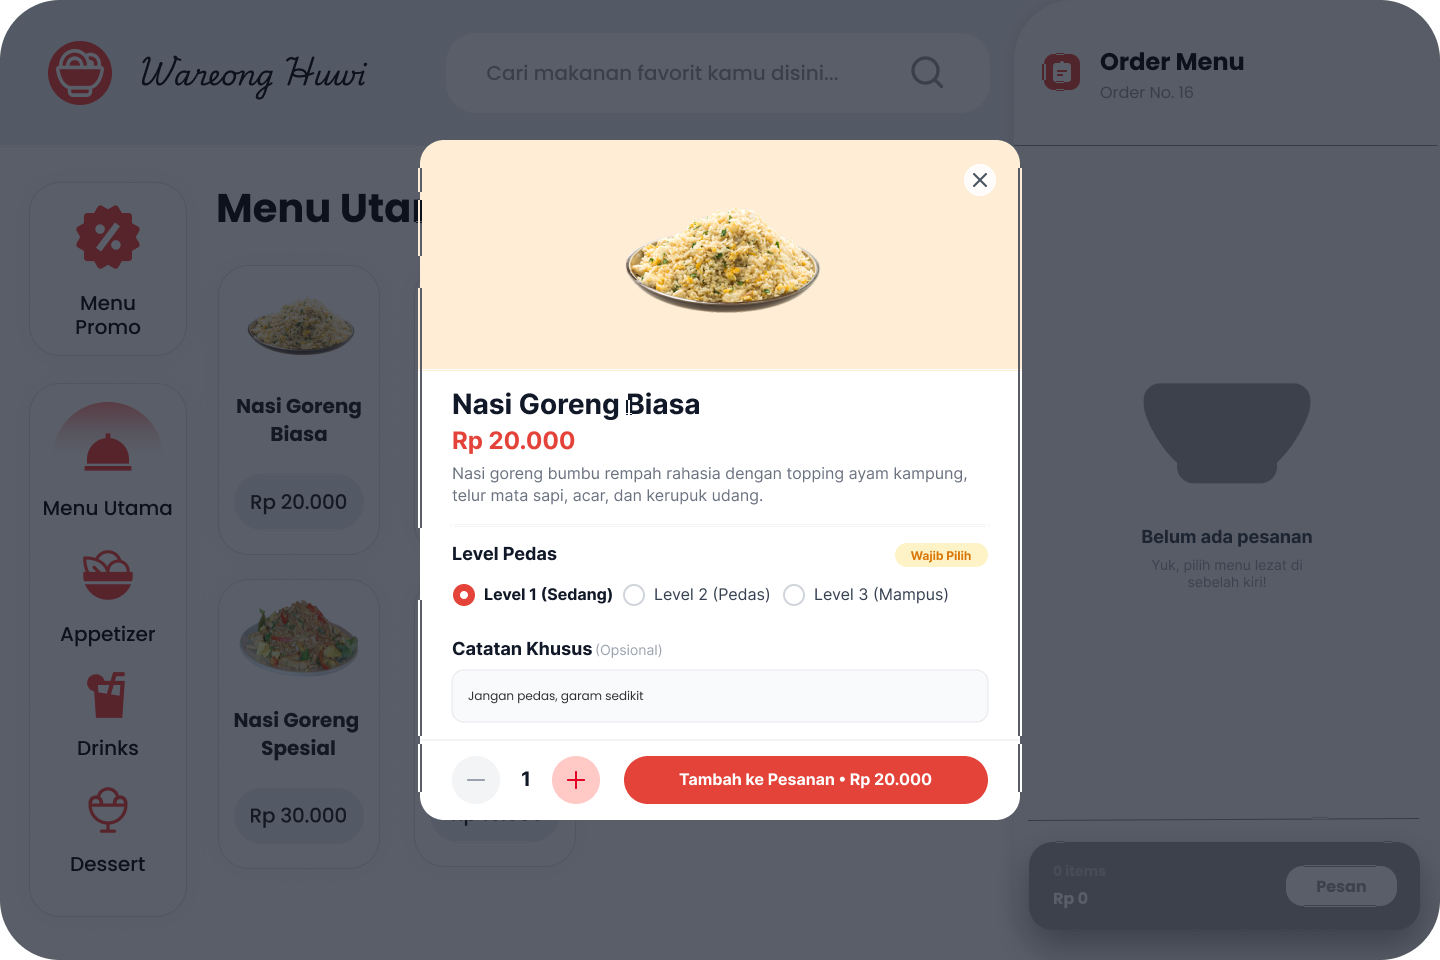 Wareong Huwi
Cari makanan favorit kamu disini...
Order Menu
Order No. 16
Menu
Promo
Menu Utama
Appetizer
Drinks
Dessert
Menu Utar
Nasi Goreng
Biasa
Rp 20.000
Nasi Goreng
Spesial
Rp 30.000
Nasi Goreng Biasa
Rp 20.000
Nasi goreng bumbu rempah rahasia dengan topping ayam kampung,
telur mata sapi, acar, dan kerupuk udang.
Level Pedas
Wajib Pilih
Level 1 (Sedang)
Level 2 (Pedas)
Level 3 (Mampus)
Catatan Khusus (Opsional)
Jangan pedas, garam sedikit
1
Tambah ke Pesanan • Rp 20.000
Belum ada pesanan
Yuk, pilih menu lezat di
sebelah kiri!
0 items
Rp 0
Pesan